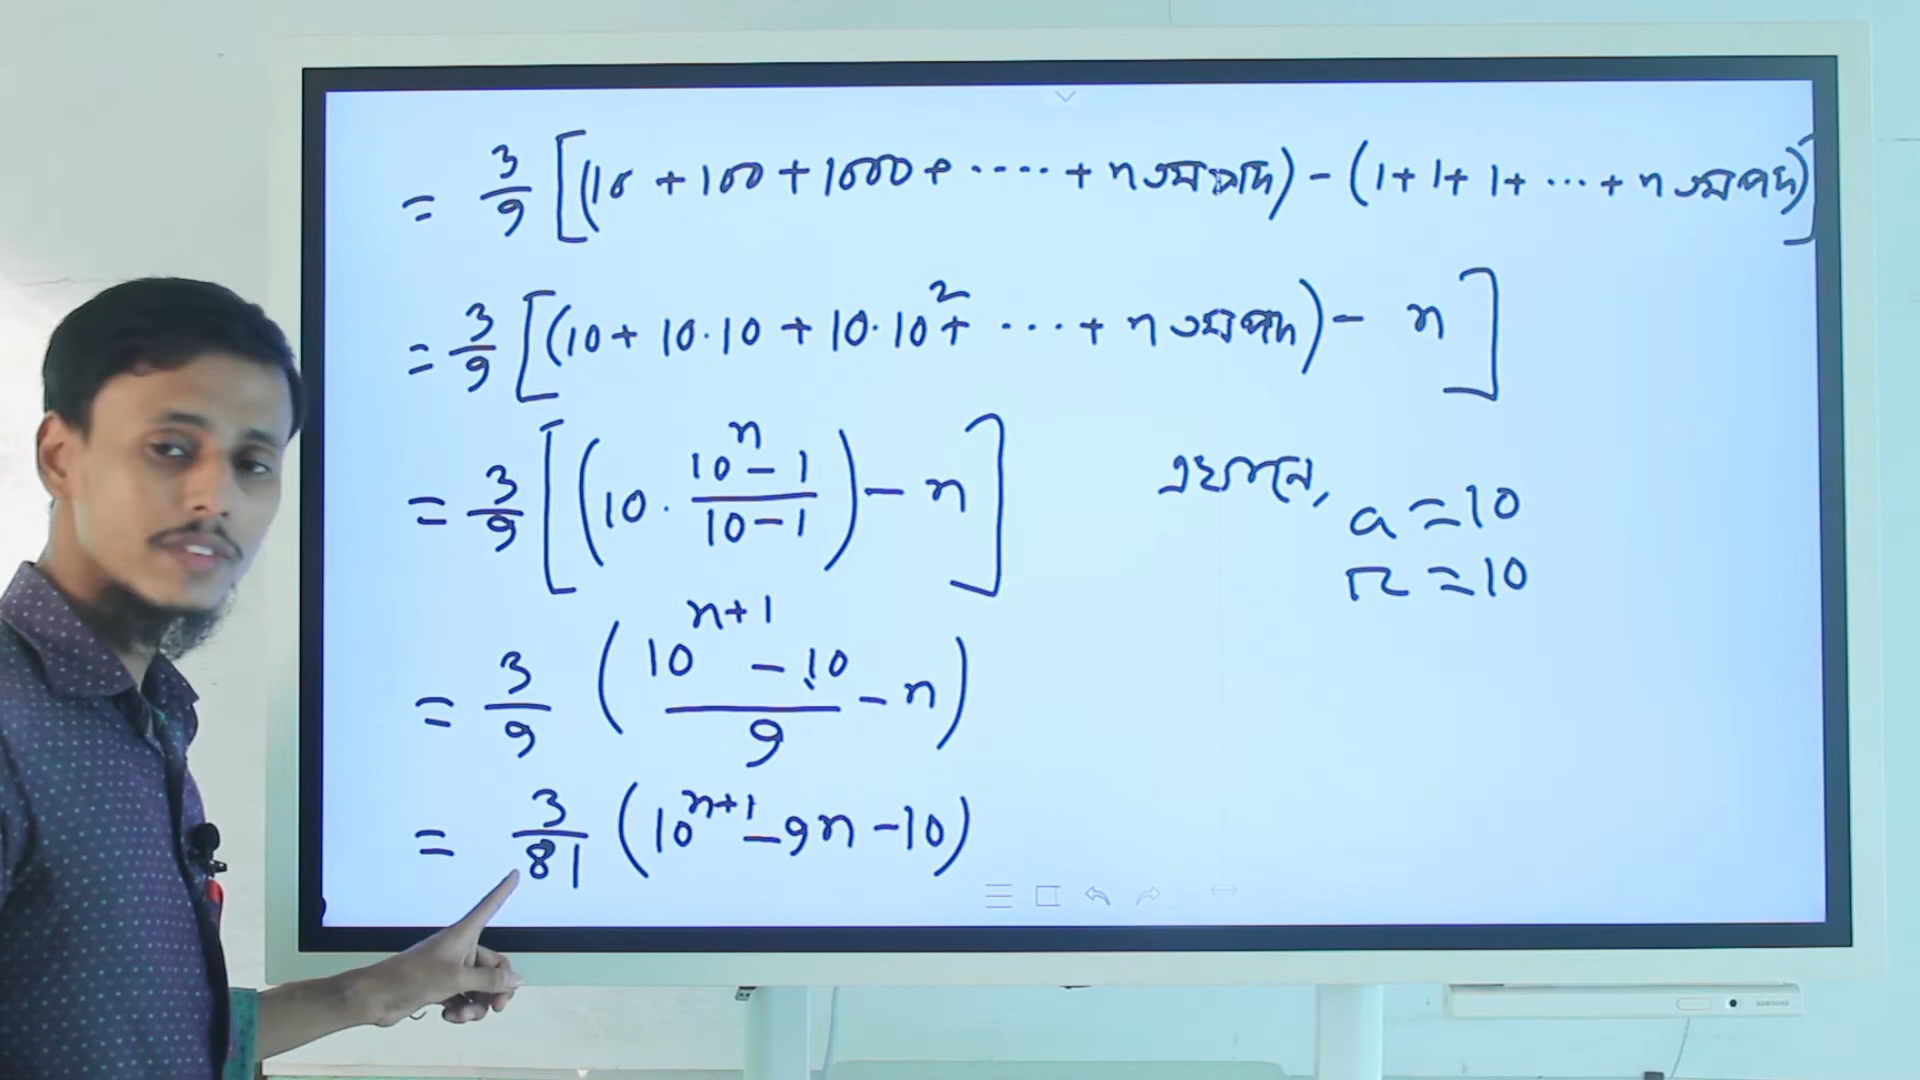 = 3/9 [(10 + 100 + 1000 + ..... + n তম পদ) - (1 + 1 + 1 + ... + n তম পদ)]
= 3/9 [(10 + 10.10 + 10.10² + ... + n তম পদ) - n]
= 3/9 [(10 . (10ⁿ - 1)/(10 - 1)) - n]
এখানে, a = 10
r = 10
= 3/9 ((10ⁿ⁺¹ - 10)/9 - n)
= 3/81 (10ⁿ⁺¹ - 9n - 10)
SAMSUNG